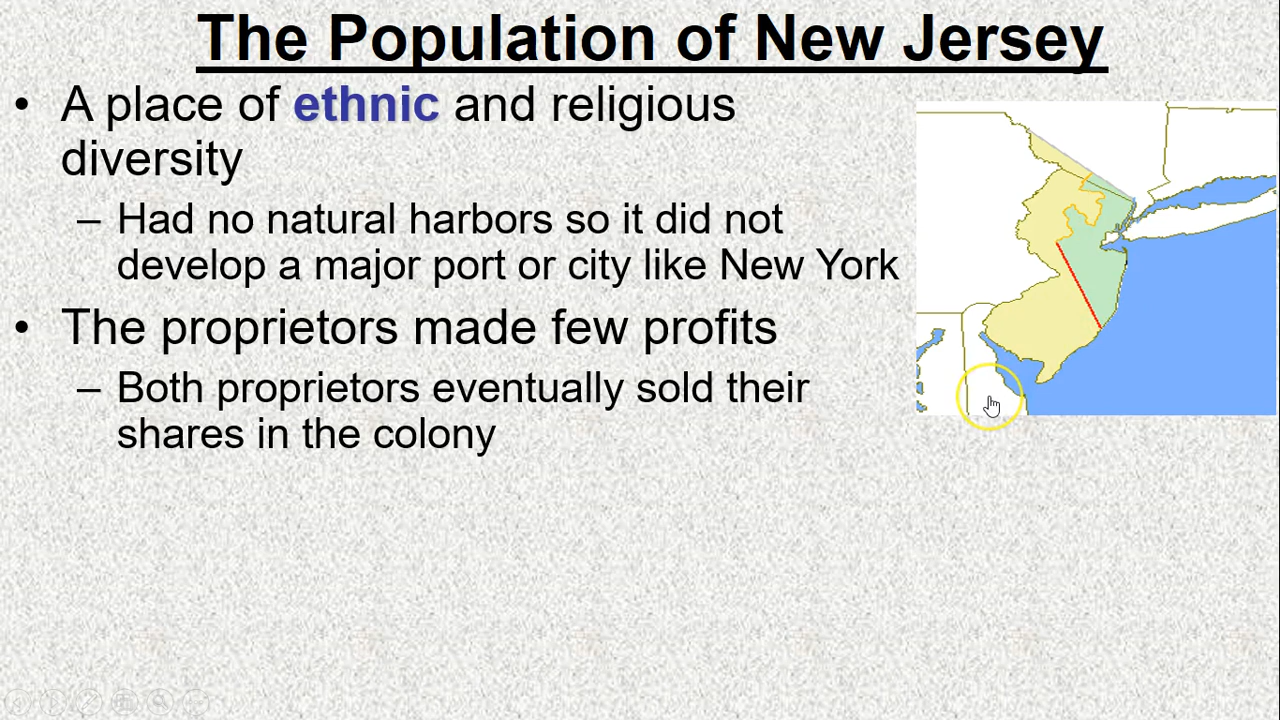 The Population of New Jersey
• A place of ethnic and religious
diversity
– Had no natural harbors so it did not
develop a major port or city like New York
• The proprietors made few profits
– Both proprietors eventually sold their
shares in the colony